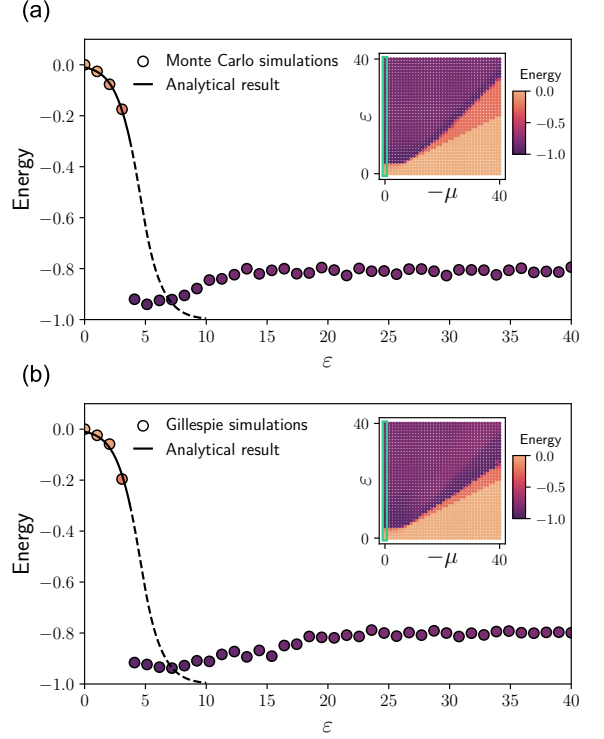 (a)
Monte Carlo simulations
Analytical result
Energy
0.0
−0.2
−0.4
−0.6
−0.8
−1.0
0 5 10 15 20 25 30 35 40
ε
40
ε
0
0 −μ 40
Energy
0.0
−0.5
−1.0
(b)
Gillespie simulations
Analytical result
Energy
0.0
−0.2
−0.4
−0.6
−0.8
−1.0
0 5 10 15 20 25 30 35 40
ε
40
ε
0
0 −μ 40
Energy
0.0
−0.5
−1.0